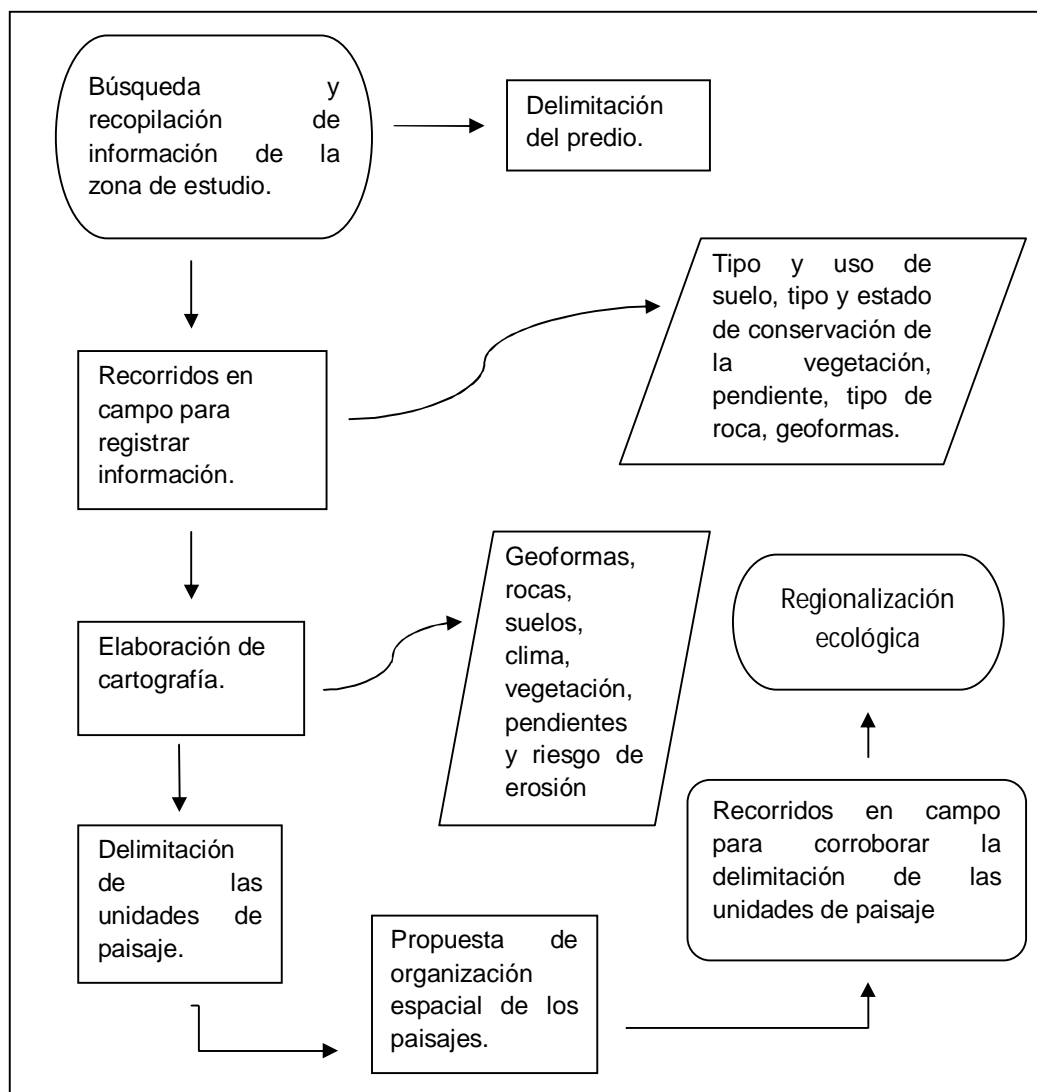 Búsqueda y
recopilación de
información de la
zona de estudio.
Delimitación
del predio.
Tipo y uso de
suelo, tipo y estado
de conservación de
la vegetación,
pendiente, tipo de
roca, geoformas.
Recorridos en
campo para
registrar
información.
Geoformas,
rocas,
suelos,
clima,
vegetación,
pendientes
y riesgo de
erosión
Regionalización
ecológica
Elaboración de
cartografía.
Recorridos en campo
para corroborar la
delimitación de las
unidades de paisaje
Delimitación
de las
unidades de
paisaje.
Propuesta de
organización
espacial de los
paisajes.